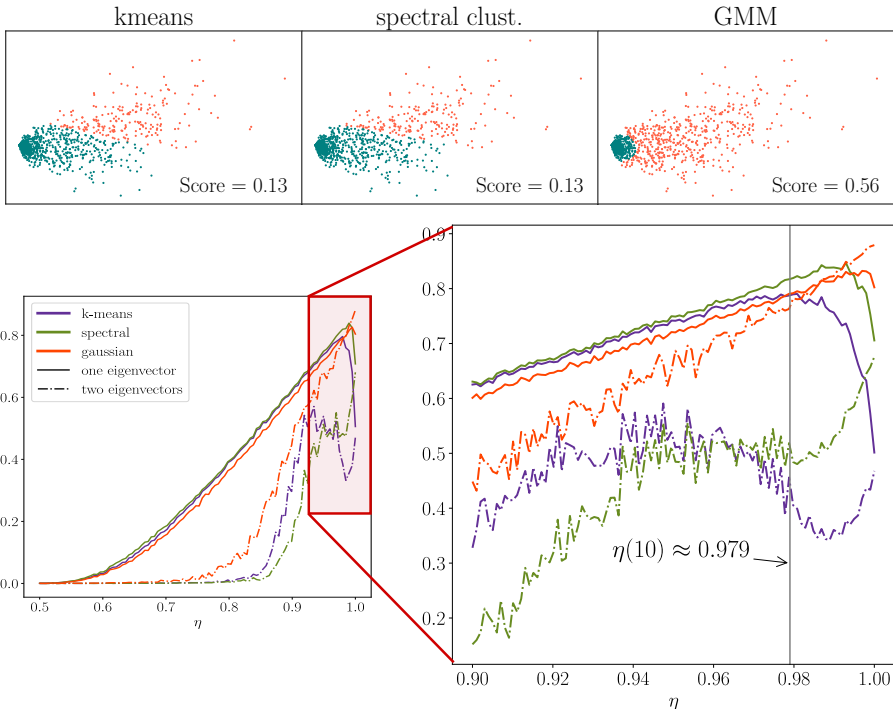 kmeans
spectral clust.
GMM
Score = 0.13
Score = 0.13
Score = 0.56
k-means
spectral
gaussian
one eigenvector
two eigenvectors
0.8
0.6
0.4
0.2
0.0
0.5 0.6 0.7 0.8 0.9 1.0
η
0.9
0.8
0.7
0.6
0.5
0.4
0.3
0.2
η(10) ≈ 0.979
0.90 0.92 0.94 0.96 0.98 1.00
η